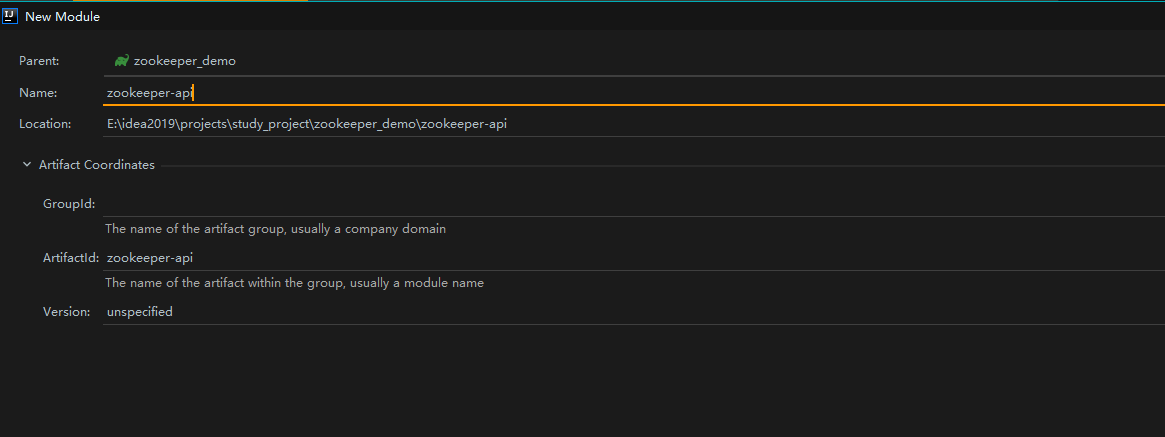 IJ New Module
Parent: zookeeper_demo
Name: zookeeper-api
Location: E:\idea2019\projects\study_project\zookeeper_demo\zookeeper-api
Artifact Coordinates
GroupId:
The name of the artifact group, usually a company domain
ArtifactId: zookeeper-api
The name of the artifact within the group, usually a module name
Version: unspecified